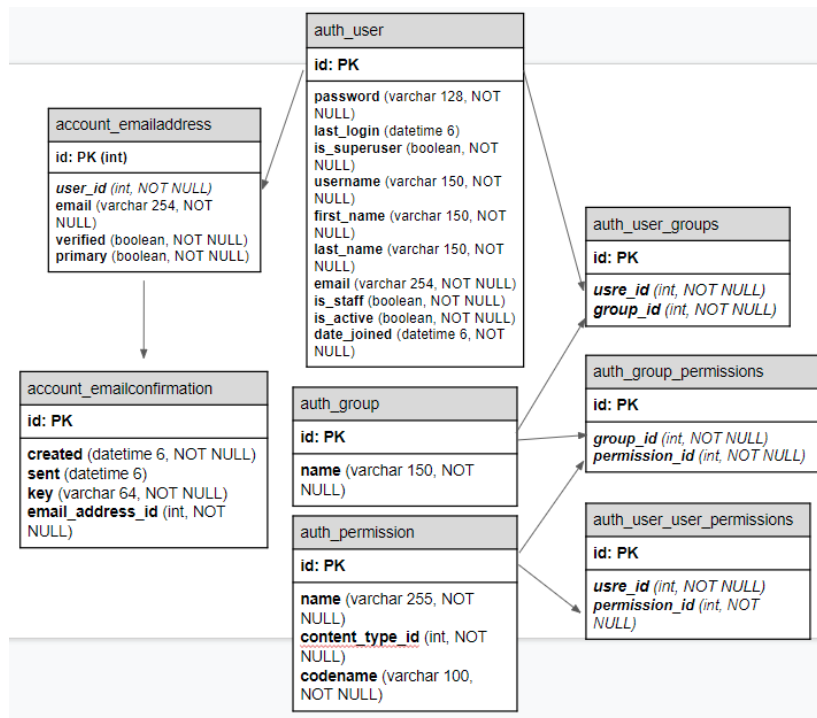 auth_user
id: PK
password (varchar 128, NOT
NULL)
last_login (datetime 6)
is_superuser (boolean, NOT
NULL)
username (varchar 150, NOT
NULL)
first_name (varchar 150, NOT
NULL)
last_name (varchar 150, NOT
NULL)
email (varchar 254, NOT NULL)
is_staff (boolean, NOT NULL)
is_active (boolean, NOT NULL)
date_joined (datetime 6, NOT
NULL)
account_emailaddress
id: PK (int)
user_id (int, NOT NULL)
email (varchar 254, NOT
NULL)
verified (boolean, NOT NULL)
primary (boolean, NOT NULL)
auth_user_groups
id: PK
usre_id (int, NOT NULL)
group_id (int, NOT NULL)
account_emailconfirmation
id: PK
created (datetime 6, NOT NULL)
sent (datetime 6)
key (varchar 64, NOT NULL)
email_address_id (int, NOT
NULL)
auth_group
id: PK
name (varchar 150, NOT
NULL)
auth_group_permissions
id: PK
group_id (int, NOT NULL)
permission_id (int, NOT NULL)
auth_permission
id: PK
name (varchar 255, NOT
NULL)
content_type_id (int, NOT
NULL)
codename (varchar 100,
NOT NULL)
auth_user_user_permissions
id: PK
usre_id (int, NOT NULL)
permission_id (int, NOT
NULL)